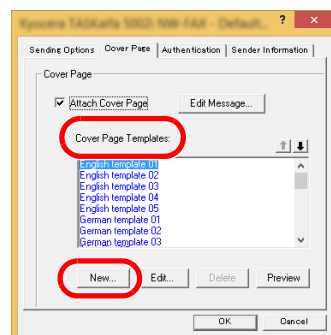 Kyocera TASKalfa 5002i NW-FAX - Default...
? ×
Sending Options Cover Page Authentication Sender Information
Cover Page
Attach Cover Page Edit Message...
Cover Page Templates:
English template 01
English template 02
English template 03
English template 04
English template 05
German template 01
German template 02
German template 03
New... Edit... Delete Preview
OK Cancel